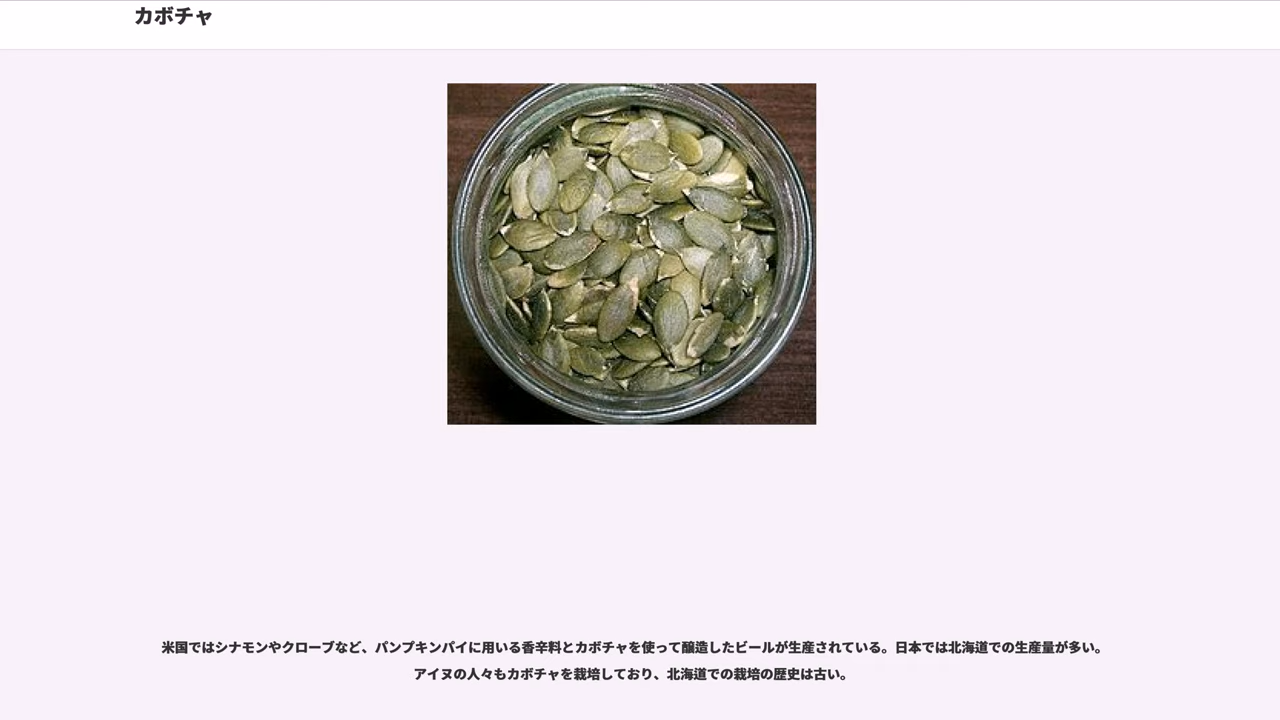 カボチャ
米国ではシナモンやクローブなど、パンプキンパイに用いる香辛料とカボチャを使って醸造したビールが生産されている。日本では北海道での生産量が多い。
アイヌの人々もカボチャを栽培しており、北海道での栽培の歴史は古い。